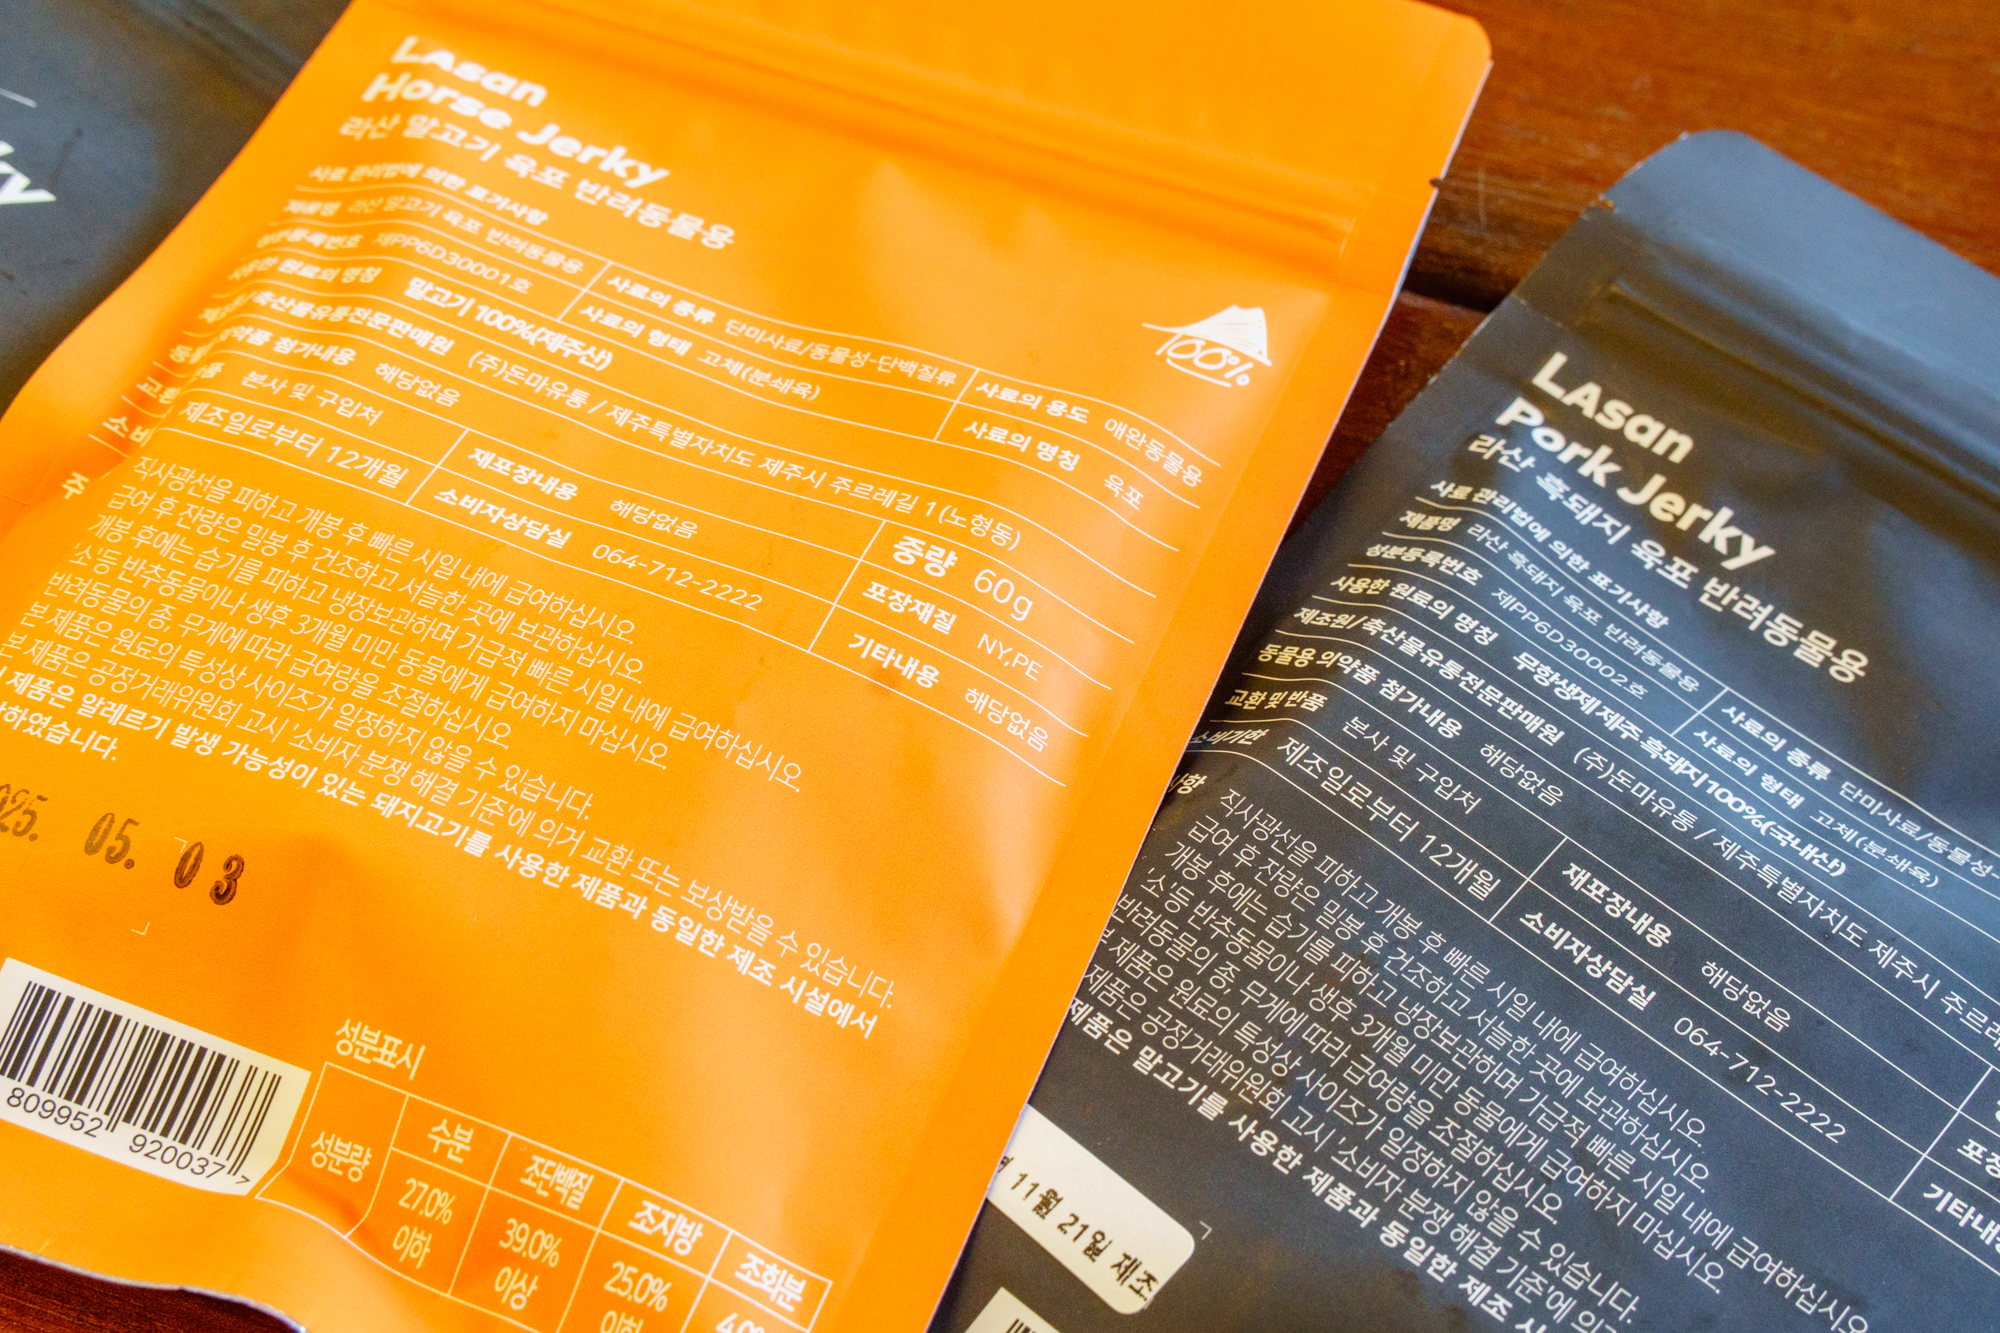 ky
LAsan
Horse Jerky
라산 말고기 육포 반려동물용
사료 관리법에 의한 표기사항
제품명 라산 말고기 육포 반려동물용 사료의 종류 단미사료/동물성-단백질류 사료의 용도 애완동물용
성분등록번호 제PP6D30001호 사료의 형태 고체(분쇄육) 사료의 명칭 육포
사용한 원료의 명칭 말고기 100%(제주산)
축산물유통전문판매원 (주)돈마유통 / 제주특별자치도 제주시 주르레길 1(노형동)
첨가내용 해당없음 재포장내용 해당없음 중량 60g
본사 및 구입처 소비자상담실 064-712-2222 포장재질 NY,PE
제조일로부터 12개월 기타내용 해당없음
100%
직사광선을 피하고 개봉 후 빠른 시일 내에 급여하십시오.
급여 후 잔량은 밀봉 후 건조하고 서늘한 곳에 보관하십시오.
개봉 후에는 습기를 피하고 냉장보관하며 가급적 빠른 시일 내에 급여하십시오.
'소'등 반추동물이나 생후 3개월 미만 동물에게 급여하지 마십시오.
반려동물의 종, 무게에 따라 급여량을 조절하십시오.
본 제품은 원료의 특성상 사이즈가 일정하지 않을 수 있습니다.
본 제품은 공정거래위원회 고시 '소비자 분쟁 해결 기준'에 의거 교환 또는 보상받을 수 있습니다.
제품은 알레르기 발생 가능성이 있는 돼지고기를 사용한 제품과 동일한 제조 시설에서
하였습니다.
25. 05. 03
809952 920037 7
성분표시
성분량 수분 조단백질 조지방 조회분
27.0% 39.0% 25.0%
이하 이상 이하
LAsan
Pork Jerky
라산 흑돼지 육포 반려동물용
사료 관리법에 의한 표기사항
제품명 라산 흑돼지 육포 반려동물용 사료의 종류 단미사료/동물성-
성분등록번호 제PP6D30002호 사료의 형태 고체(분쇄육)
사용한 원료의 명칭 무항생제 제주 흑돼지 100%(국내산)
제조원/축산물유통전문판매원 (주)돈마유통 / 제주특별자치도 제주시 주르레
동물용 의약품 첨가내용 해당없음 재포장내용 해당없음
교환 및 반품 본사 및 구입처 소비자상담실 064-712-2222
소비기한 제조일로부터 12개월 기타내
직사광선을 피하고 개봉 후 빠른 시일 내에 급여하십시오.
급여 후 잔량은 밀봉 후 건조하고 서늘한 곳에 보관하십시오.
개봉 후에는 습기를 피하고 냉장보관하며 가급적 빠른 시일 내에 급여하십시오
'소'등 반추동물이나 생후 3개월 미만 동물에게 급여하지 마십시오.
반려동물의 종 무게에 따라 급여량을 조절하십시오.
제품은 원료의 특성상 사이즈가 일정하지 않을 수 있습니다.
제품은 공정거래위원회 고시 '소비자 분쟁 해결 기준'에
제품은 말고기를 사용한 제품과 동일한 제조
11월 21일 제조